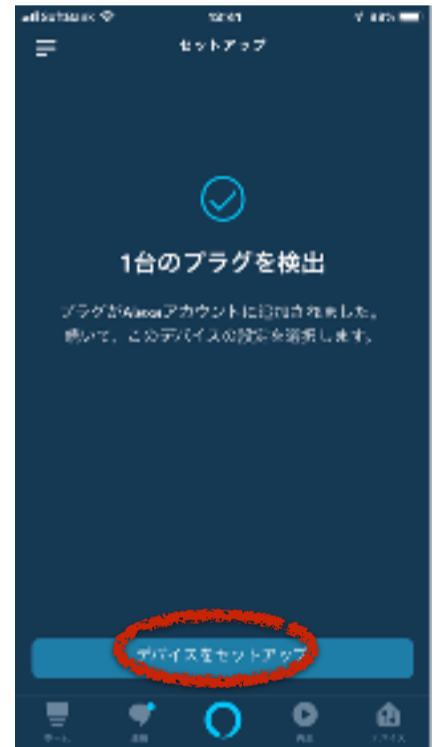 セットアップ
1台のプラグを検出
プラグがAlexaアカウントに追加されました。
続いて、このデバイスの設定を選択します。
デバイスをセットアップ